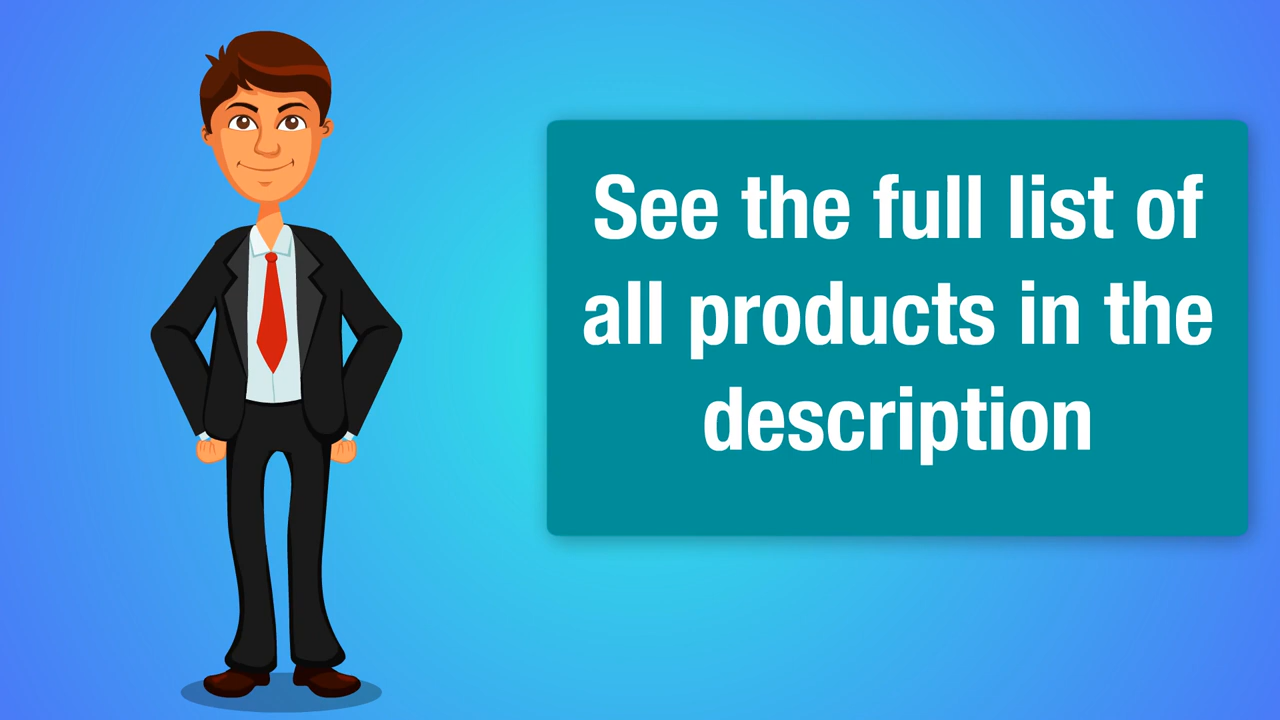 See the full list of
all products in the
description